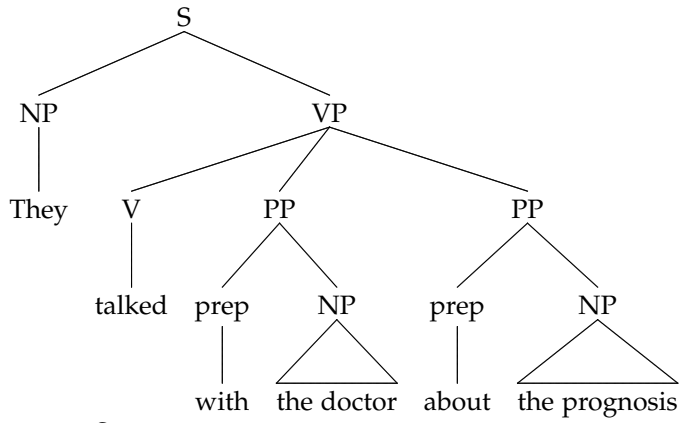 S
NP VP
They V PP PP
talked prep NP prep NP
with the doctor about the prognosis